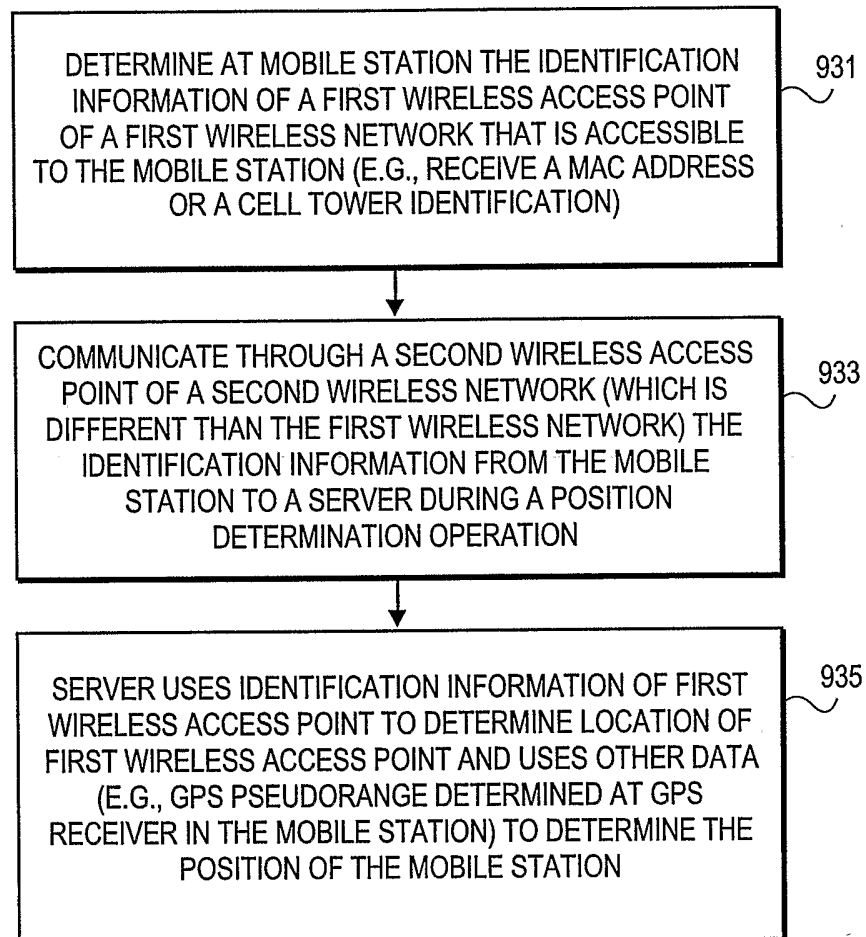 DETERMINE AT MOBILE STATION THE IDENTIFICATION
INFORMATION OF A FIRST WIRELESS ACCESS POINT
OF A FIRST WIRELESS NETWORK THAT IS ACCESSIBLE
TO THE MOBILE STATION (E.G., RECEIVE A MAC ADDRESS
OR A CELL TOWER IDENTIFICATION)
931
COMMUNICATE THROUGH A SECOND WIRELESS ACCESS
POINT OF A SECOND WIRELESS NETWORK (WHICH IS
DIFFERENT THAN THE FIRST WIRELESS NETWORK) THE
IDENTIFICATION INFORMATION FROM THE MOBILE
STATION TO A SERVER DURING A POSITION
DETERMINATION OPERATION
933
SERVER USES IDENTIFICATION INFORMATION OF FIRST
WIRELESS ACCESS POINT TO DETERMINE LOCATION OF
FIRST WIRELESS ACCESS POINT AND USES OTHER DATA
(E.G., GPS PSEUDORANGE DETERMINED AT GPS
RECEIVER IN THE MOBILE STATION) TO DETERMINE THE
POSITION OF THE MOBILE STATION
935